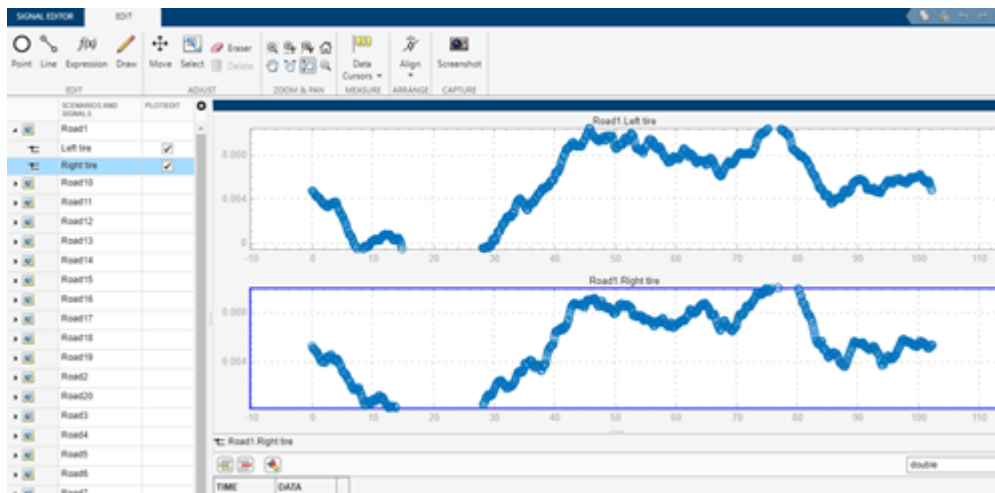 SIGNAL EDITOR EDIT
f(x) Eraser
Point Line Expression Draw Move Select Delete Data Cursors Align Screenshot
EDIT ADJUST ZOOM & PAN MEASURE ARRANGE CAPTURE
SCENARIOS AND SIGNALS PLOT/EDIT
Road1
Left tire
Right tire
Road10
Road11
Road12
Road13
Road14
Road15
Road16
Road17
Road18
Road19
Road2
Road20
Road3
Road4
Road5
Road6
Road7
Road1.Left tire
0.008
0.004
0
-10 0 10 20 30 40 50 60 70 80 90 100 110
Road1.Right tire
0.008
0.004
-10 0 10 20 30 40 50 60 70 80 90 100 110
Road1.Right tire
double
TIME DATA